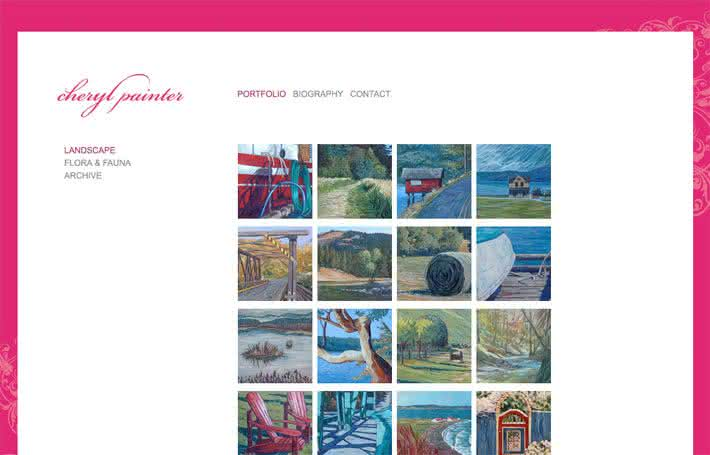 cheryl painter
PORTFOLIO BIOGRAPHY CONTACT
LANDSCAPE
FLORA & FAUNA
ARCHIVE